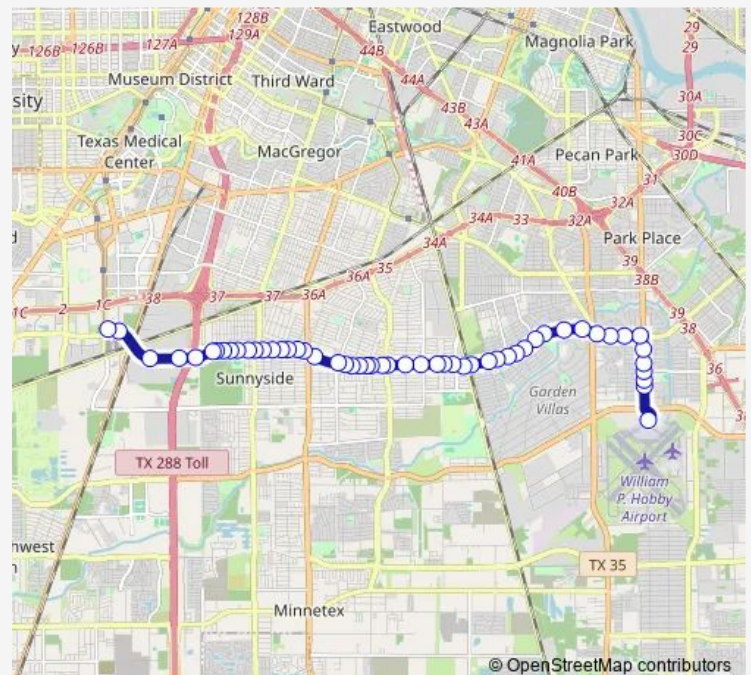 128B
Eastwood
29
129A
y 126B 126B 127A
44B
Magnolia Park
29
Museum District
Third Ward
44A
sity
30A
43B
Texas Medical
Center
43A
30C
MacGregor
41A
Pecan Park
30D
31
40B
34A 33 32A
32A
Park Place
d
34A
35
39
36A
38B
1C 2 1C 38 37 37 36A
39
38
Sunnyside
36
Garden
Villas
TX 288 Toll
William
P. Hobby
Airport
hwest
TX 35
Minnetex
© OpenStreetMap contributors